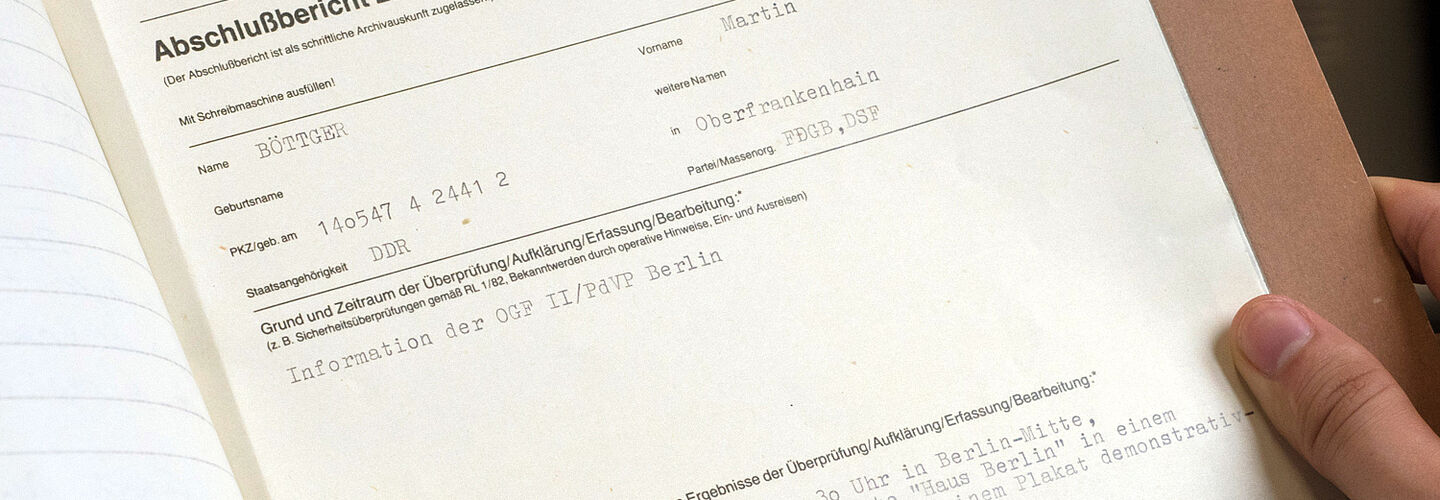 Abschlußbericht
(Der Abschlußbericht ist als schriftliche Archivauskunft zugelassen)
Mit Schreibmaschine ausfüllen!
Name BÖTTGER Vorname Martin
Geburtsname weitere Namen
PKZ/geb. am 14o547 4 2441 2 in Oberfrankenhain
Staatsangehörigkeit DDR Partei/Massenorg. FDGB,DSF
Grund und Zeitraum der Überprüfung/Aufklärung/Erfassung/Bearbeitung:*
(z. B. Sicherheitsüberprüfungen gemäß RL 1/82, Bekanntwerden durch operative Hinweise, Ein- und Ausreisen)
Information der OGF II/PdVP Berlin
Ergebnisse der Überprüfung/Aufklärung/Erfassung/Bearbeitung:*
3o Uhr in Berlin-Mitte,
"Haus Berlin" in einem
einem Plakat demonstrativ-